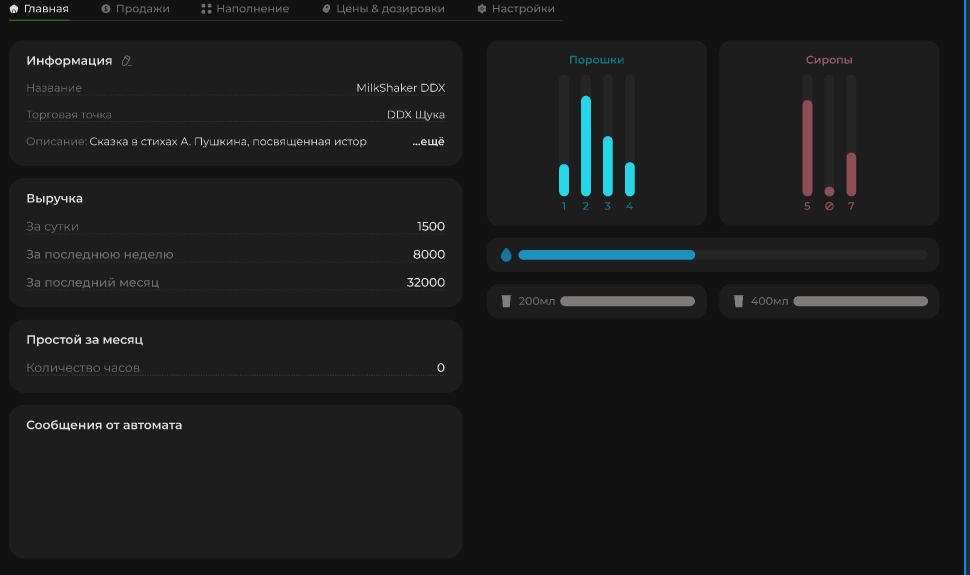 Главная Продажи Наполнение Цены & дозировки Настройки
Информация
Название MilkShaker DDX
Торговая точка DDX Щука
Описание: Сказка в стихах А. Пушкина, посвященная истор ...ещё
Выручка
За сутки 1500
За последнюю неделю 8000
За последний месяц 32000
Простой за месяц
Количество часов 0
Сообщения от автомата
Порошки
1 2 3 4
Сиропы
5 7
200мл
400мл